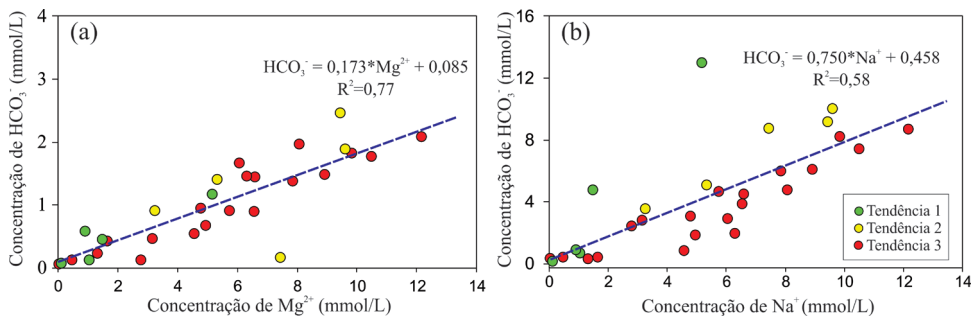 (a)
HCO₃⁻ = 0,173*Mg²⁺ + 0,085
R²=0,77
Concentração de HCO₃⁻ (mmol/L)
4
3
2
1
0
0 2 4 6 8 10 12 14
Concentração de Mg²⁺ (mmol/L)
(b)
HCO₃⁻ = 0,750*Na⁺ + 0,458
R²=0,58
Concentração de HCO₃⁻ (mmol/L)
16
12
8
4
0
Tendência 1
Tendência 2
Tendência 3
0 2 4 6 8 10 12 14
Concentração de Na⁺ (mmol/L)